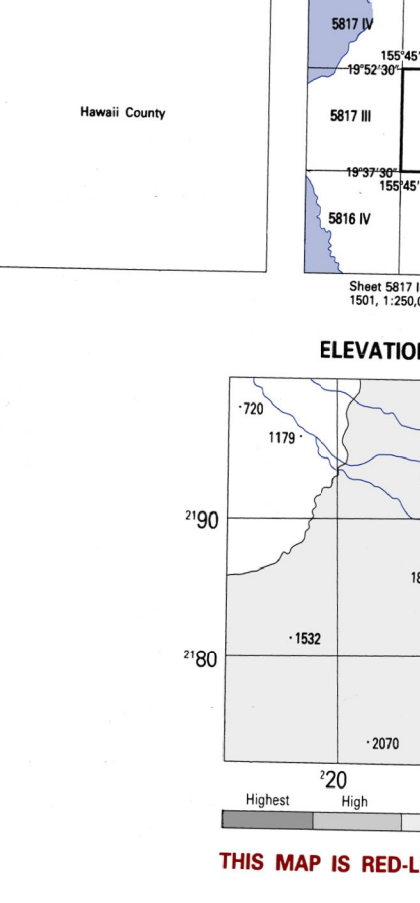 5817 IV
155°45'
19°52'30"
Hawaii County
5817 III
19°37'30"
155°45'
5816 IV
Sheet 5817 I
1501, 1:250,0
ELEVATIO
720
1179
2190
18
1532
2180
2070
220
Highest High
THIS MAP IS RED-L